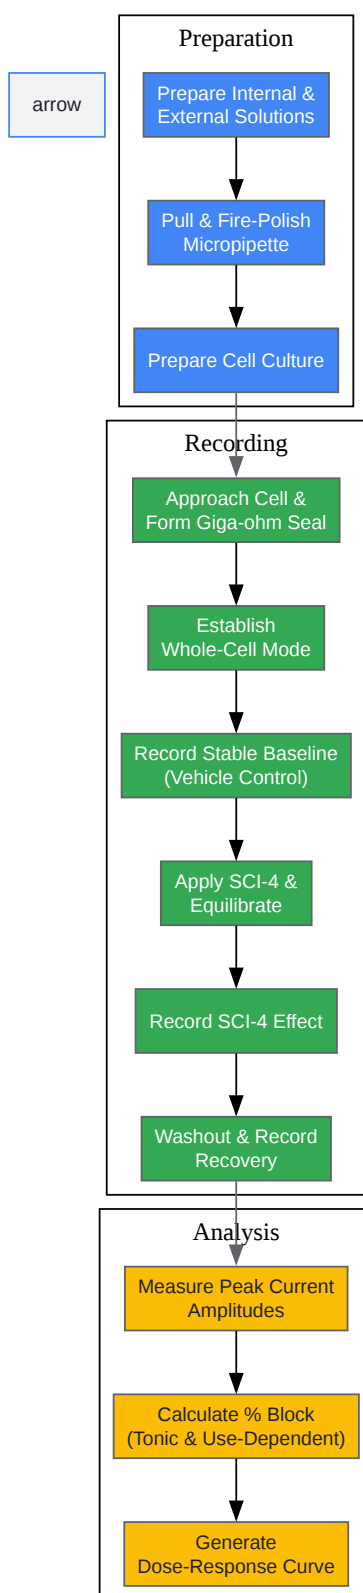 Preparation
arrow
Prepare Internal &
External Solutions
Pull & Fire-Polish
Micropipette
Prepare Cell Culture
Recording
Approach Cell &
Form Giga-ohm Seal
Establish
Whole-Cell Mode
Record Stable Baseline
(Vehicle Control)
Apply SCI-4 &
Equilibrate
Record SCI-4 Effect
Washout & Record
Recovery
Analysis
Measure Peak Current
Amplitudes
Calculate % Block
(Tonic & Use-Dependent)
Generate
Dose-Response Curve